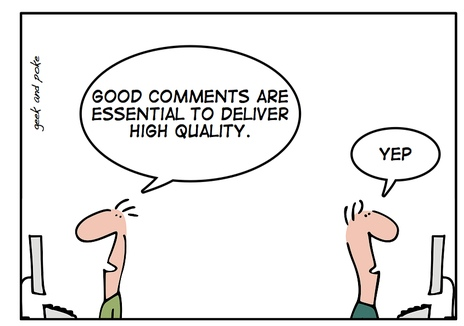 geek and poke
GOOD COMMENTS ARE
ESSENTIAL TO DELIVER
HIGH QUALITY.
YEP